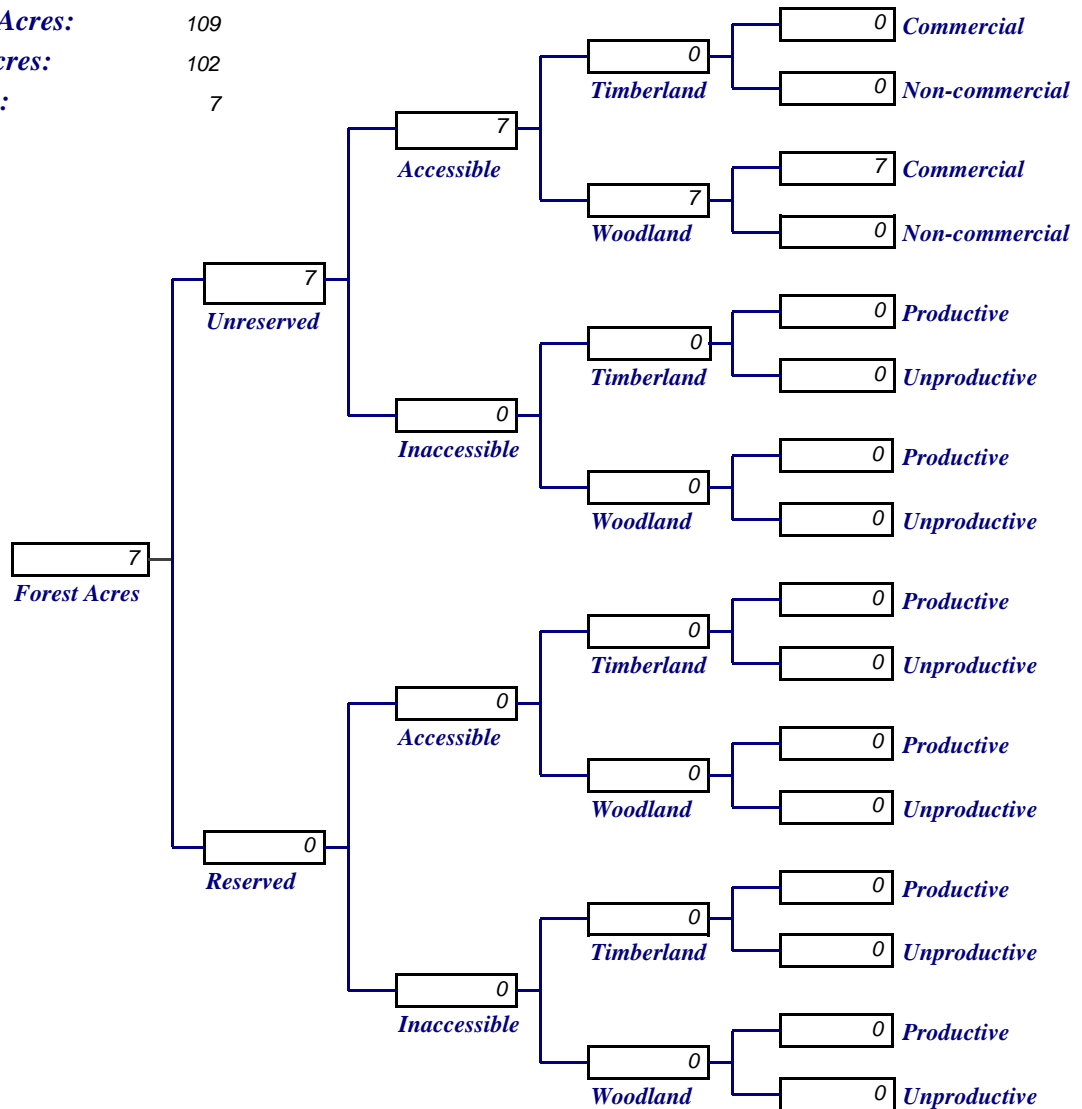 Acres: 109
cres: 102
: 7
0 Commercial
0
Timberland
0 Non-commercial
7
Accessible
7 Commercial
7
Woodland
0 Non-commercial
7
Unreserved
0 Productive
0
Timberland
0 Unproductive
0
Inaccessible
0 Productive
0
Woodland
0 Unproductive
7
Forest Acres
0 Productive
0
Timberland
0 Unproductive
0
Accessible
0 Productive
0
Woodland
0 Unproductive
0
Reserved
0 Productive
0
Timberland
0 Unproductive
0
Inaccessible
0 Productive
0
Woodland
0 Unproductive